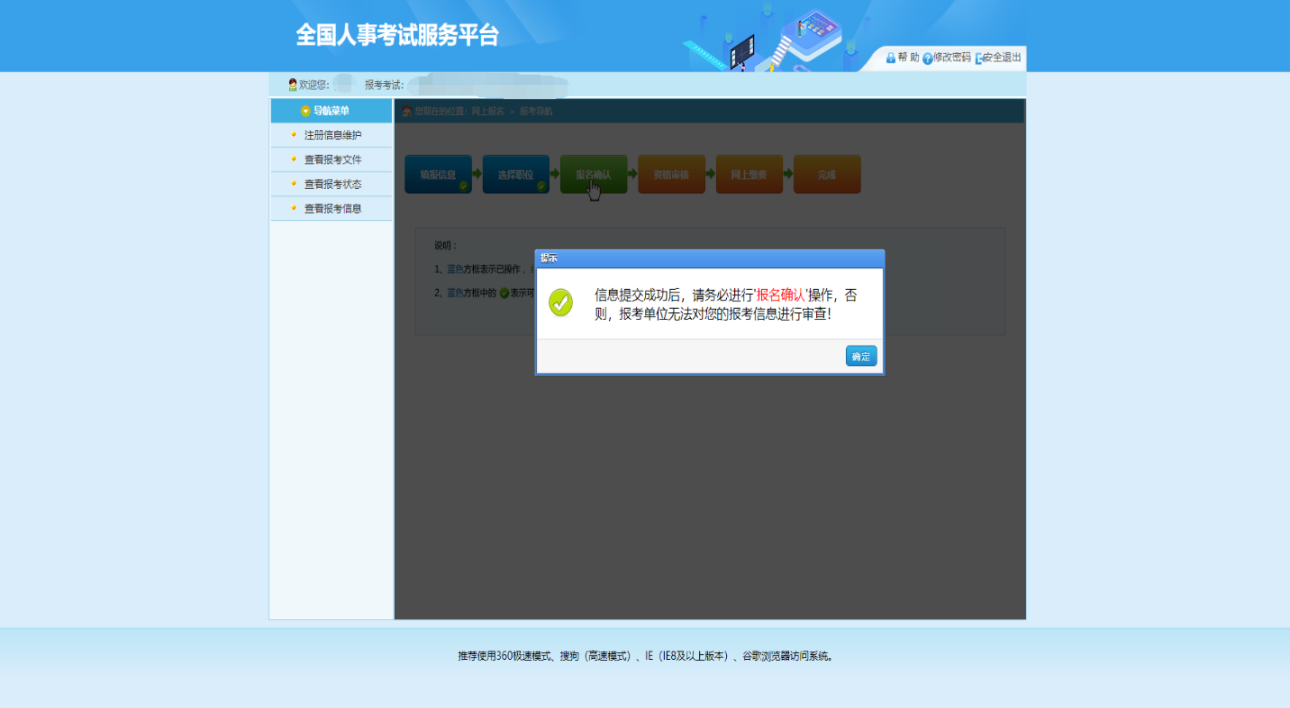 全国人事考试服务平台
帮 助 修改密码 安全退出
欢迎您: 报考考试:
导航菜单
您现在的位置: 网上报名 > 报考导航
注册信息维护
查看报考文件
查看报考状态
查看报考信息
填报信息 选择职位 报名确认 资格审核 网上缴费 完成
说明：
1、蓝色方框表示已操作，
2、蓝色方框中的 表示可
提示
信息提交成功后，请务必进行'报名确认'操作，否
则，报考单位无法对您的报考信息进行审查！
确定
推荐使用360极速模式、搜狗（高速模式）、IE（IE8及以上版本）、谷歌浏览器访问系统。